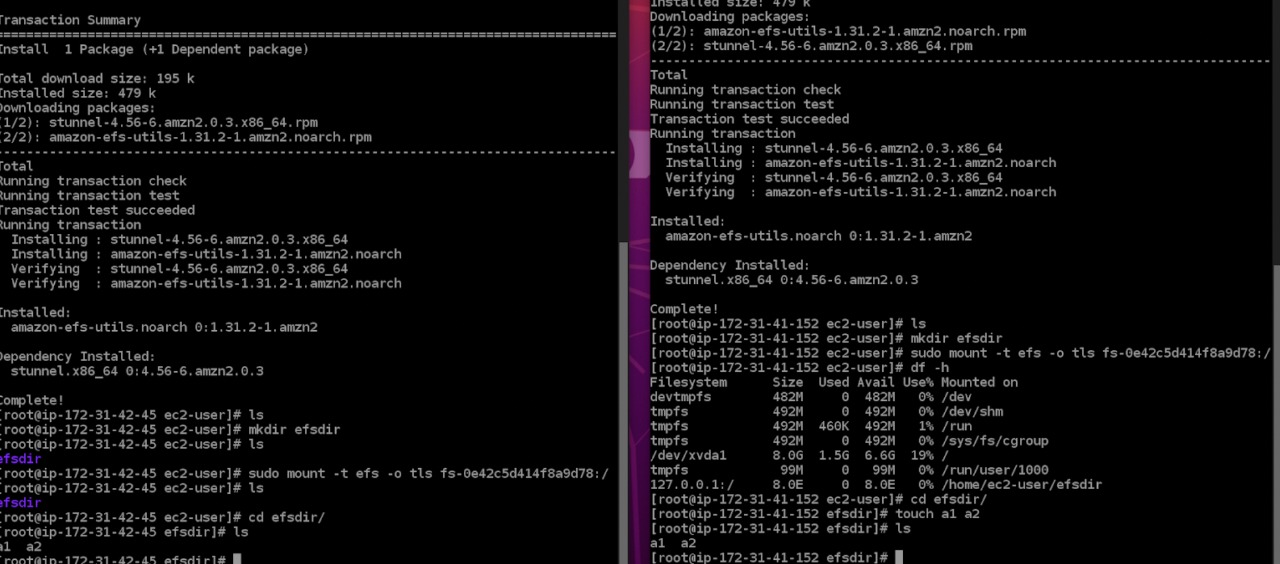 Transaction Summary
================================================================================
Install  1 Package (+1 Dependent package)
Total download size: 195 k
Installed size: 479 k
Downloading packages:
(1/2): stunnel-4.56-6.amzn2.0.3.x86_64.rpm
(2/2): amazon-efs-utils-1.31.2-1.amzn2.noarch.rpm
--------------------------------------------------------------------------------
Total
Running transaction check
Running transaction test
Transaction test succeeded
Running transaction
  Installing : stunnel-4.56-6.amzn2.0.3.x86_64
  Installing : amazon-efs-utils-1.31.2-1.amzn2.noarch
  Verifying  : stunnel-4.56-6.amzn2.0.3.x86_64
  Verifying  : amazon-efs-utils-1.31.2-1.amzn2.noarch
Installed:
  amazon-efs-utils.noarch 0:1.31.2-1.amzn2
Dependency Installed:
  stunnel.x86_64 0:4.56-6.amzn2.0.3
Complete!
[root@ip-172-31-42-45 ec2-user]# ls
[root@ip-172-31-42-45 ec2-user]# mkdir efsdir
[root@ip-172-31-42-45 ec2-user]# ls
efsdir
[root@ip-172-31-42-45 ec2-user]# sudo mount -t efs -o tls fs-0e42c5d414f8a9d78:/
[root@ip-172-31-42-45 ec2-user]# ls
efsdir
[root@ip-172-31-42-45 ec2-user]# cd efsdir/
[root@ip-172-31-42-45 efsdir]# ls
a1  a2
[root@ip-172-31-42-45 efsdir]#
Installed size: 479 k
Downloading packages:
(1/2): amazon-efs-utils-1.31.2-1.amzn2.noarch.rpm
(2/2): stunnel-4.56-6.amzn2.0.3.x86_64.rpm
--------------------------------------------------------------------------------
Total
Running transaction check
Running transaction test
Transaction test succeeded
Running transaction
  Installing : stunnel-4.56-6.amzn2.0.3.x86_64
  Installing : amazon-efs-utils-1.31.2-1.amzn2.noarch
  Verifying  : stunnel-4.56-6.amzn2.0.3.x86_64
  Verifying  : amazon-efs-utils-1.31.2-1.amzn2.noarch
Installed:
  amazon-efs-utils.noarch 0:1.31.2-1.amzn2
Dependency Installed:
  stunnel.x86_64 0:4.56-6.amzn2.0.3
Complete!
[root@ip-172-31-41-152 ec2-user]# ls
[root@ip-172-31-41-152 ec2-user]# mkdir efsdir
[root@ip-172-31-41-152 ec2-user]# sudo mount -t efs -o tls fs-0e42c5d414f8a9d78:/
[root@ip-172-31-41-152 ec2-user]# df -h
Filesystem      Size  Used Avail Use% Mounted on
devtmpfs        482M     0  482M   0% /dev
tmpfs           492M     0  492M   0% /dev/shm
tmpfs           492M  460K  492M   1% /run
tmpfs           492M     0  492M   0% /sys/fs/cgroup
/dev/xvda1      8.0G  1.5G  6.6G  19% /
tmpfs            99M     0   99M   0% /run/user/1000
127.0.0.1:/     8.0E     0  8.0E   0% /home/ec2-user/efsdir
[root@ip-172-31-41-152 ec2-user]# cd efsdir/
[root@ip-172-31-41-152 efsdir]# touch a1 a2
[root@ip-172-31-41-152 efsdir]# ls
a1  a2
[root@ip-172-31-41-152 efsdir]#